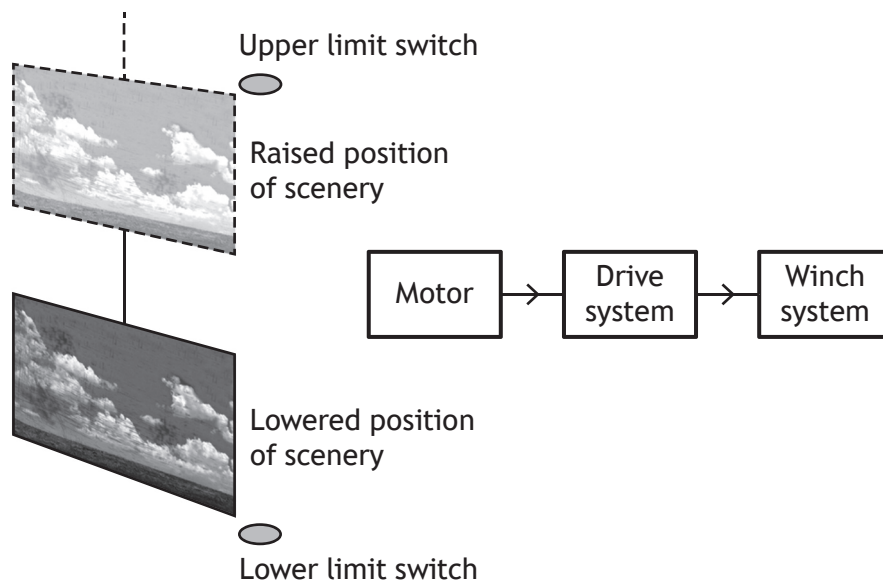 Upper limit switch
Raised position
of scenery
Motor
Drive
system
Winch
system
Lowered position
of scenery
Lower limit switch